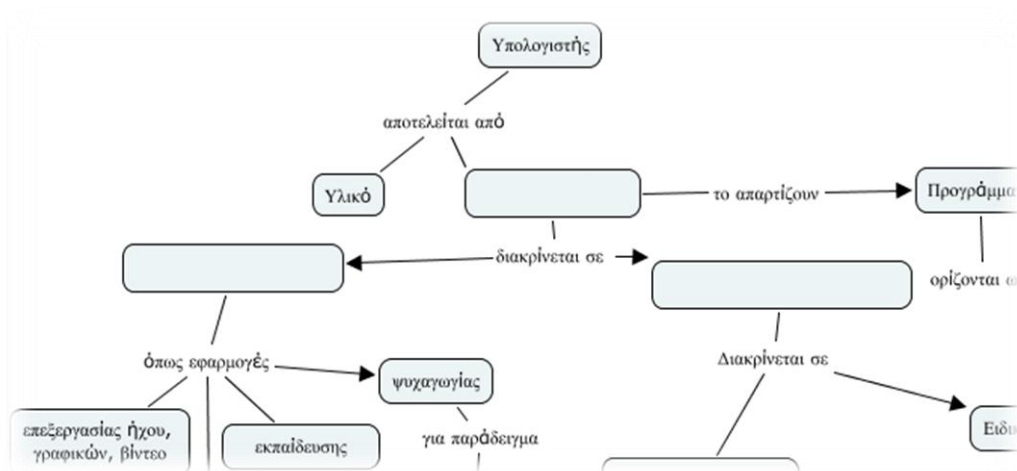 Υπολογιστής
αποτελείται από
Υλικό
το απαρτίζουν
διακρίνεται σε
ορίζονται
όπως εφαρμογές
Διακρίνεται σε
ψυχαγωγίας
επεξεργασίας ήχου,
γραφικών, βίντεο
εκπαίδευσης
για παράδειγμα